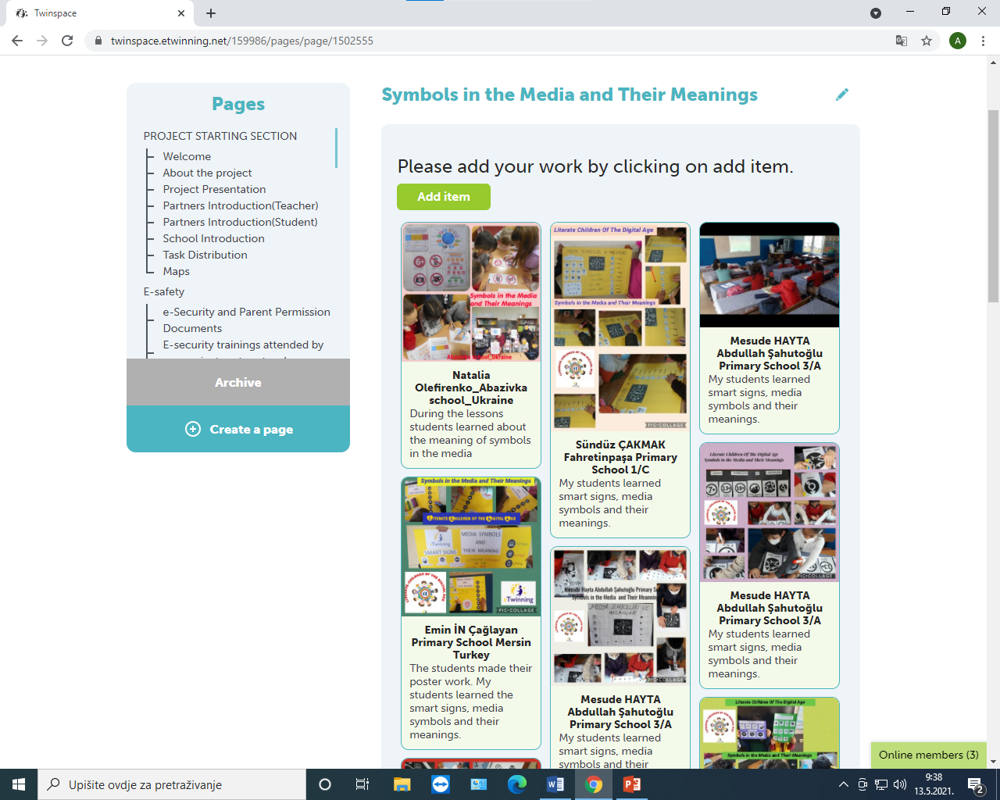 Twinspace
twinspace.etwinning.net/159986/pages/page/1502555
A
Pages
PROJECT STARTING SECTION
Welcome
About the project
Project Presentation
Partners Introduction(Teacher)
Partners Introduction(Student)
School Introduction
Task Distribution
Maps
E-safety
e-Security and Parent Permission
Documents
E-security trainings attended by
Archive
Create a page
Symbols in the Media and Their Meanings
Please add your work by clicking on add item.
Add item
Symbols in the Media
and Their Meanings
Natalia
Olefirenko_Abazivka
school_Ukraine
During the lessons
students learned about
the meaning of symbols
in the media
Symbols in the Media and Their Meanings
LITERATE CHILDREN OF THE DIGITAL AGE
MEDIA SYMBOLS
AND
THEIR MEANING
SMART SIGNS
eTwinning
PIC•COLLAGE
Emin İN Çağlayan
Primary School Mersin
Turkey
The students made their
poster work. My
students learned the
smart signs, media
symbols and their
meanings.
Literate Children Of The Digital Age
Symbols in the Media and Their Meanings
PIC•COLLAGE
Sündüz ÇAKMAK
Fahretinpaşa Primary
School 1/C
My students learned
smart signs, media
symbols and their
meanings.
Mesude Hayta Abdullah Şahutoğlu Primary
Symbols in the Media and Their Meaning
MEDYA SEMBOLLERİ VE
ANLAMLARI
PIC•COLLAGE
Mesude HAYTA
Abdullah Şahutoğlu
Primary School 3/A
My students learned
smart signs, media
symbols and their
Mesude HAYTA
Abdullah Şahutoğlu
Primary School 3/A
My students learned
smart signs, media
symbols and their
meanings.
Literate Children Of The Digital Age
Symbols in the Media and Their Meanings
7+ 13+ 18+
PIC•COLLAGE
Mesude HAYTA
Abdullah Şahutoğlu
Primary School 3/A
My students learned
smart signs, media
symbols and their
meanings.
Literate Children Of The Digital Age
Symbols in the Media and Their Meanings
Online members (3)
Upišite ovdje za pretraživanje
9:38
13.5.2021.
2